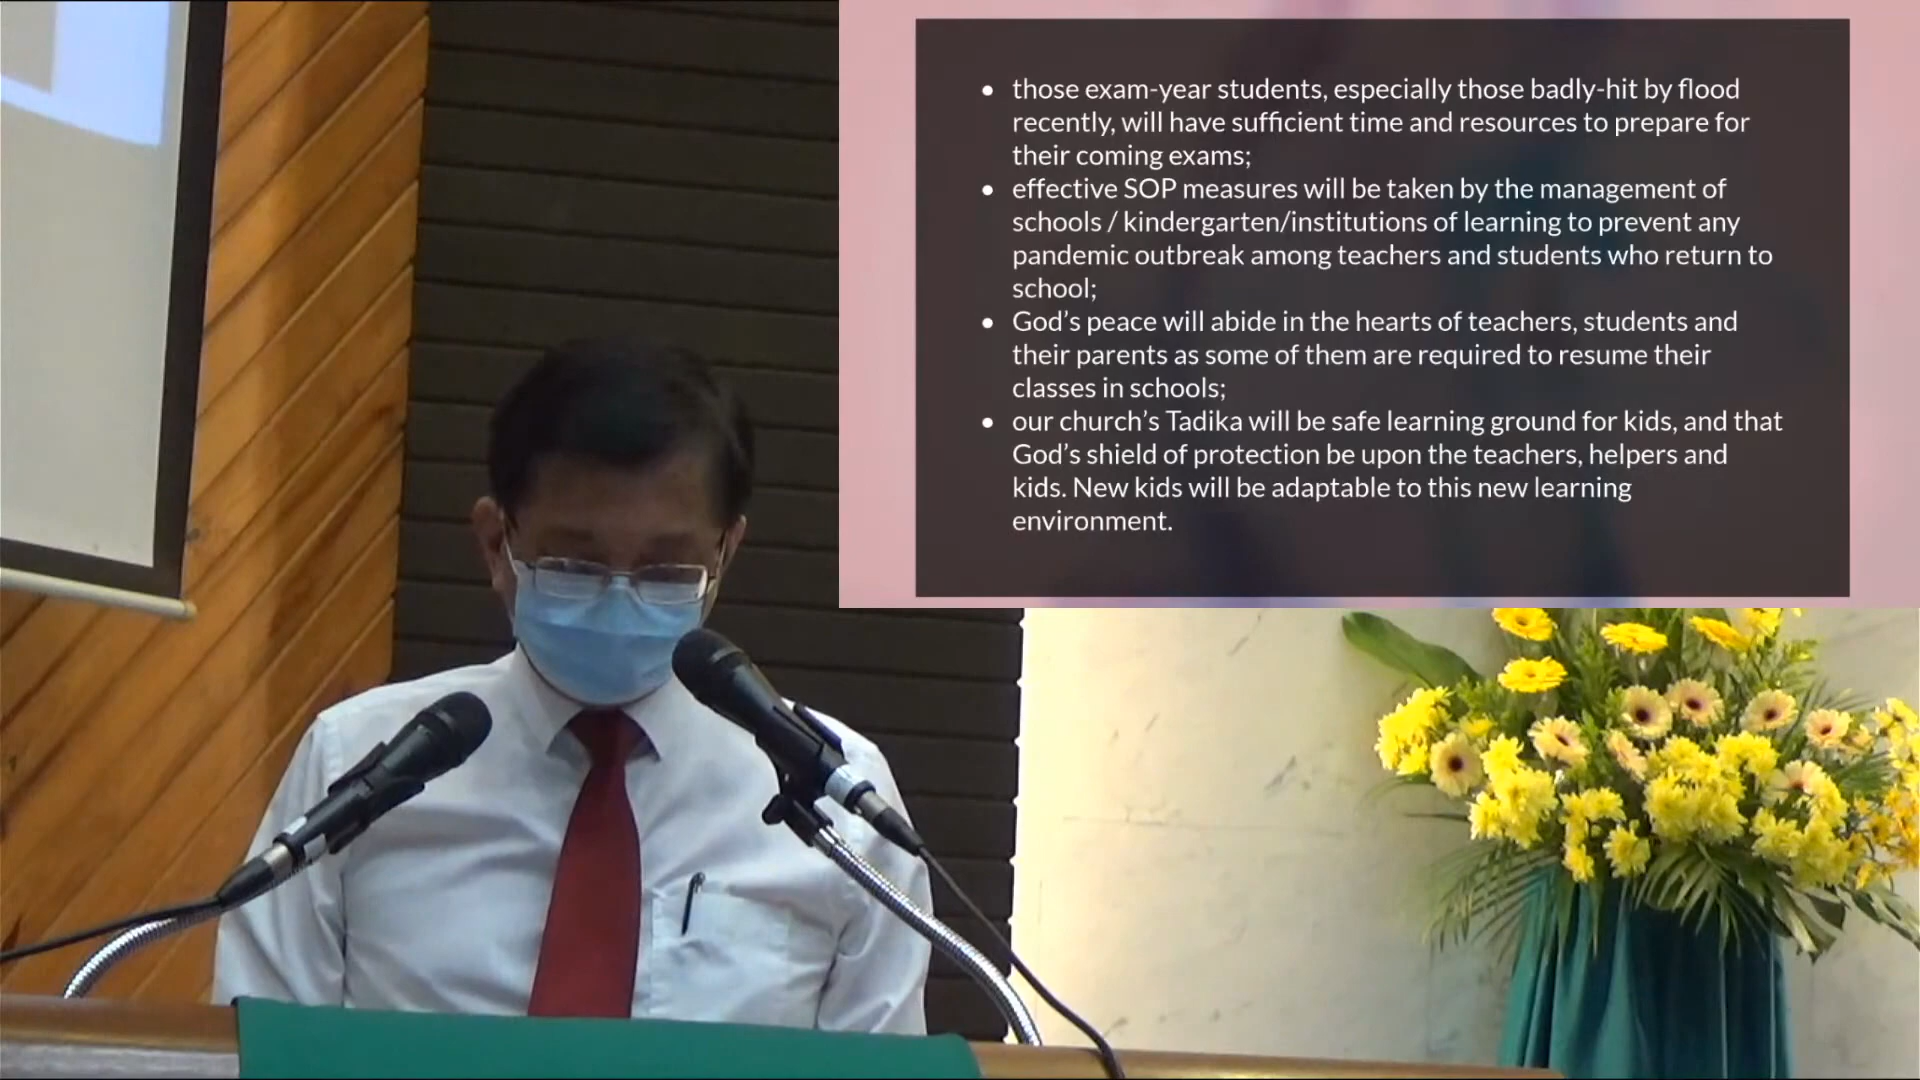 • those exam-year students, especially those badly-hit by flood
recently, will have sufficient time and resources to prepare for
their coming exams;
• effective SOP measures will be taken by the management of
schools / kindergarten/institutions of learning to prevent any
pandemic outbreak among teachers and students who return to
school;
• God's peace will abide in the hearts of teachers, students and
their parents as some of them are required to resume their
classes in schools;
• our church's Tadika will be safe learning ground for kids, and that
God's shield of protection be upon the teachers, helpers and
kids. New kids will be adaptable to this new learning
environment.